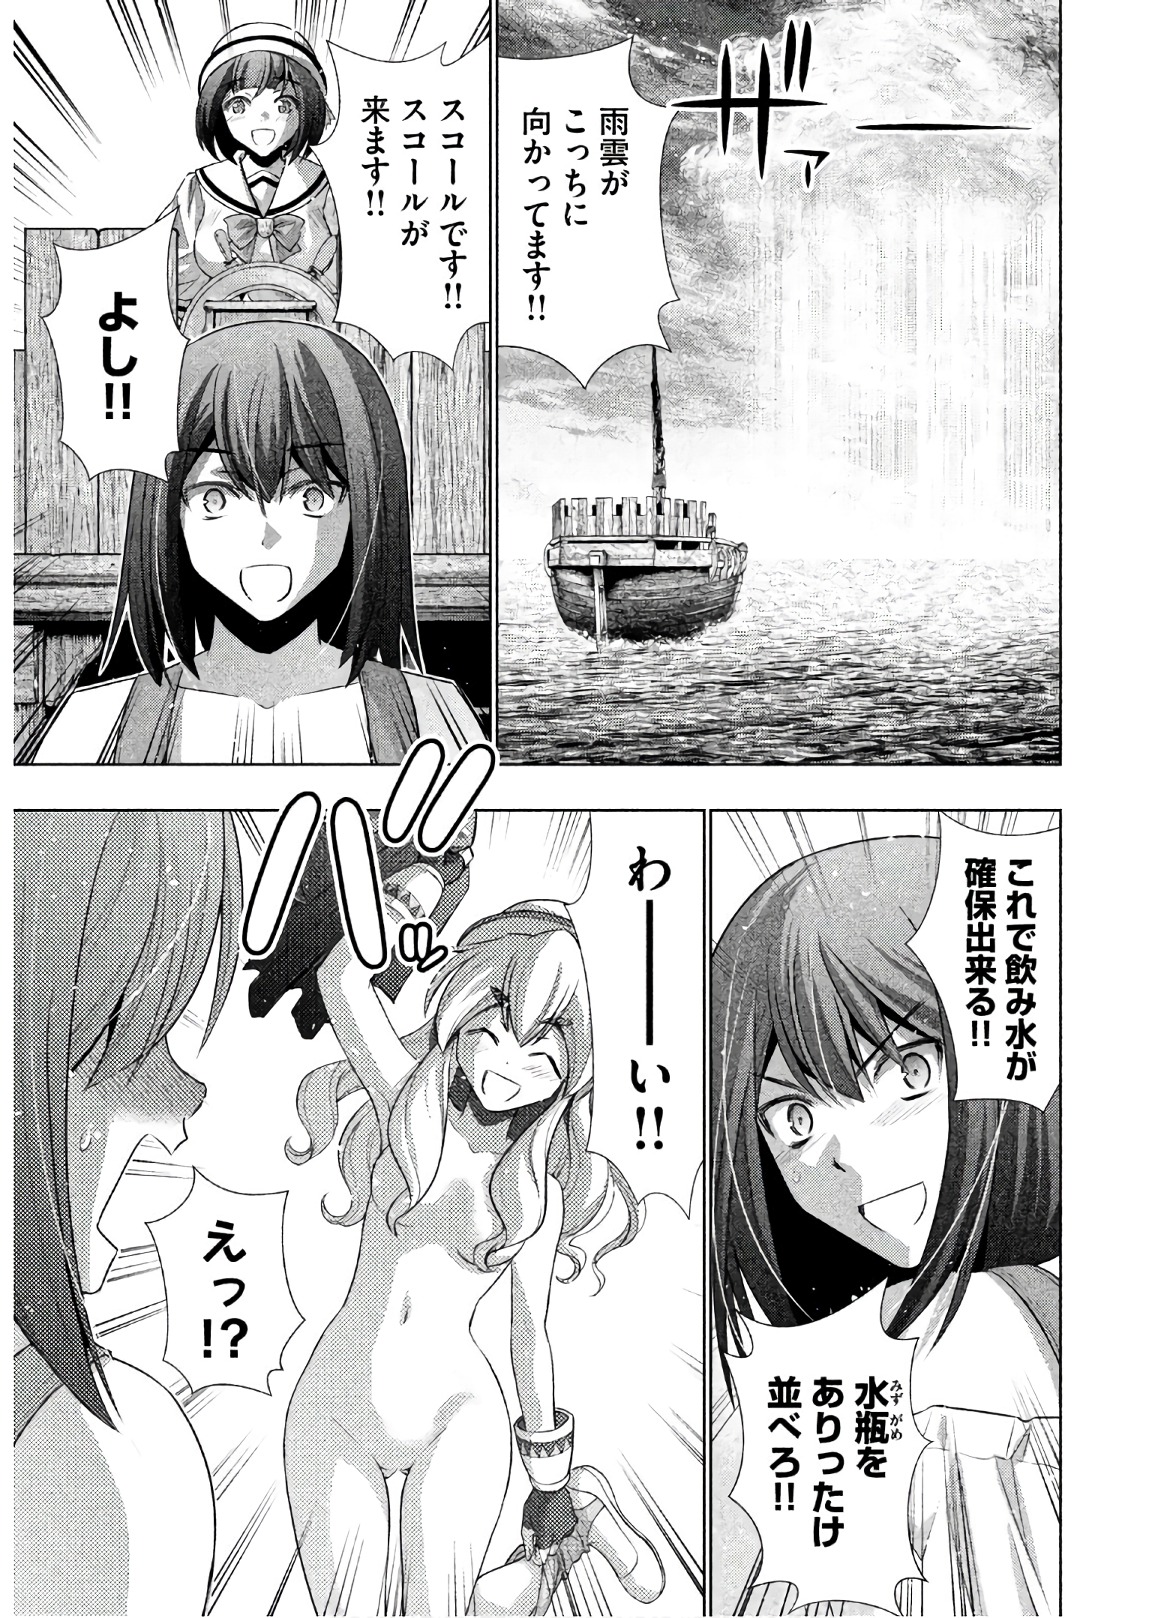 ザァー
雨雲が
こっちに
向かってます!!
スコールです!!
スコールが
来ます!!
よし!!
これで飲み水が
確保出来る!!
水瓶を
みずがめ
ありったけ
並べろ!!
わーーい!!
バババッ
えっ!?